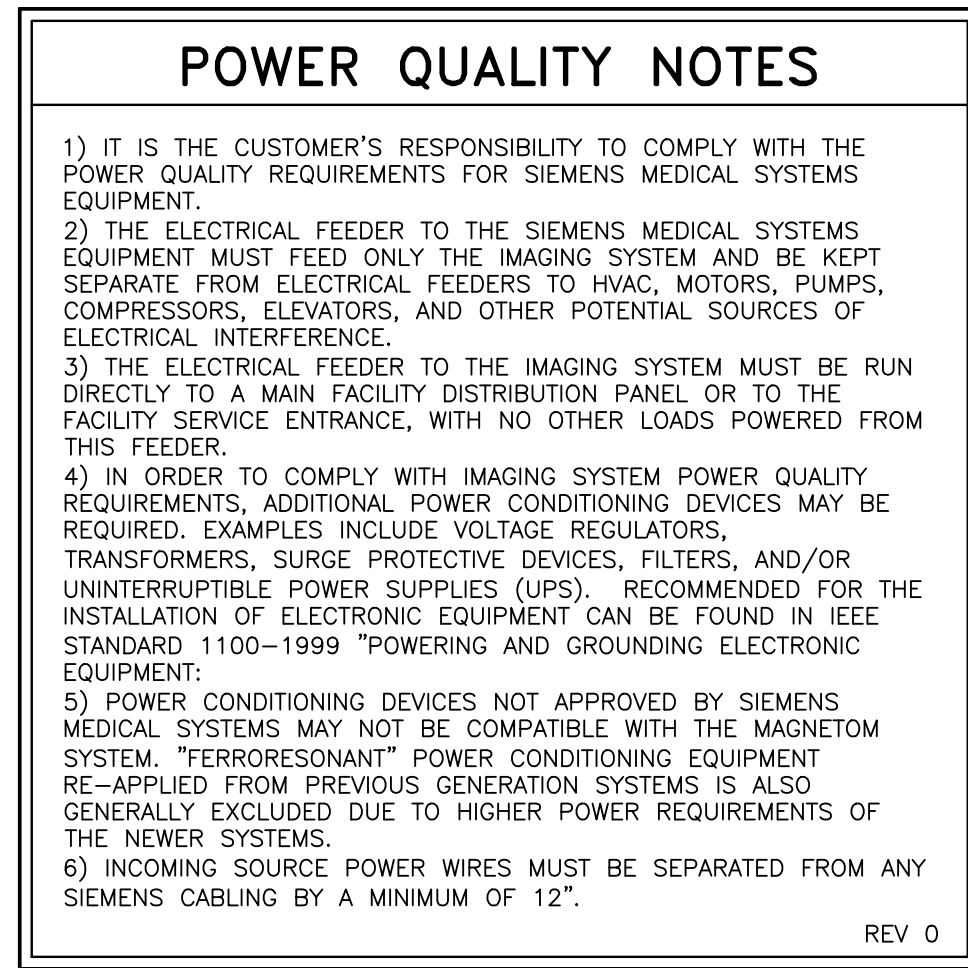 POWER QUALITY NOTES
1) IT IS THE CUSTOMER'S RESPONSIBILITY TO COMPLY WITH THE
POWER QUALITY REQUIREMENTS FOR SIEMENS MEDICAL SYSTEMS
EQUIPMENT.
2) THE ELECTRICAL FEEDER TO THE SIEMENS MEDICAL SYSTEMS
EQUIPMENT MUST FEED ONLY THE IMAGING SYSTEM AND BE KEPT
SEPARATE FROM ELECTRICAL FEEDERS TO HVAC, MOTORS, PUMPS,
COMPRESSORS, ELEVATORS, AND OTHER POTENTIAL SOURCES OF
ELECTRICAL INTERFERENCE.
3) THE ELECTRICAL FEEDER TO THE IMAGING SYSTEM MUST BE RUN
DIRECTLY TO A MAIN FACILITY DISTRIBUTION PANEL OR TO THE
FACILITY SERVICE ENTRANCE, WITH NO OTHER LOADS POWERED FROM
THIS FEEDER.
4) IN ORDER TO COMPLY WITH IMAGING SYSTEM POWER QUALITY
REQUIREMENTS, ADDITIONAL POWER CONDITIONING DEVICES MAY BE
REQUIRED. EXAMPLES INCLUDE VOLTAGE REGULATORS,
TRANSFORMERS, SURGE PROTECTIVE DEVICES, FILTERS, AND/OR
UNINTERRUPTIBLE POWER SUPPLIES (UPS).  RECOMMENDED FOR THE
INSTALLATION OF ELECTRONIC EQUIPMENT CAN BE FOUND IN IEEE
STANDARD 1100-1999 "POWERING AND GROUNDING ELECTRONIC
EQUIPMENT:
5) POWER CONDITIONING DEVICES NOT APPROVED BY SIEMENS
MEDICAL SYSTEMS MAY NOT BE COMPATIBLE WITH THE MAGNETOM
SYSTEM. "FERRORESONANT" POWER CONDITIONING EQUIPMENT
RE-APPLIED FROM PREVIOUS GENERATION SYSTEMS IS ALSO
GENERALLY EXCLUDED DUE TO HIGHER POWER REQUIREMENTS OF
THE NEWER SYSTEMS.
6) INCOMING SOURCE POWER WIRES MUST BE SEPARATED FROM ANY
SIEMENS CABLING BY A MINIMUM OF 12".
REV 0